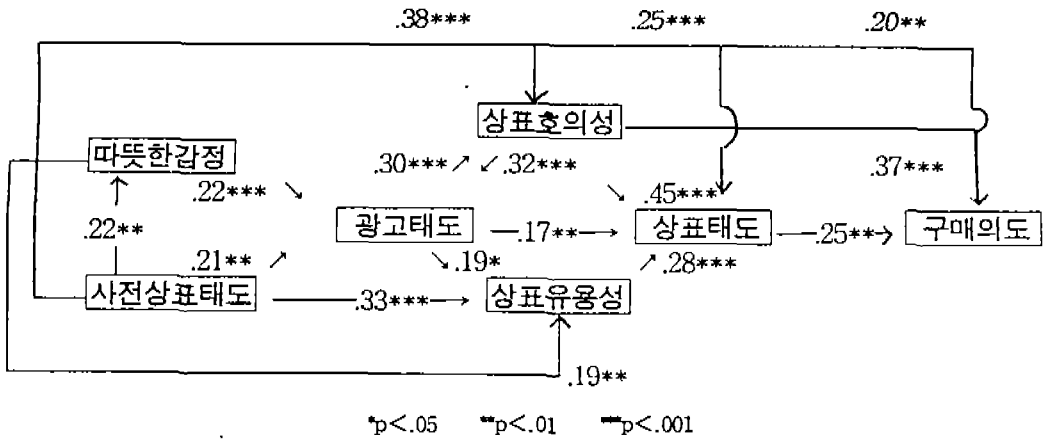 .38*** .25*** .20**
상표호의성
따뜻한감정 .30*** .32*** .37***
.22*** .45***
.22** 광고태도 .17** 상표태도 .25** 구매의도
.21** .19* .28***
사전상표태도 .33*** 상표유용성
.19**
*p<.05 **p<.01 ***p<.001